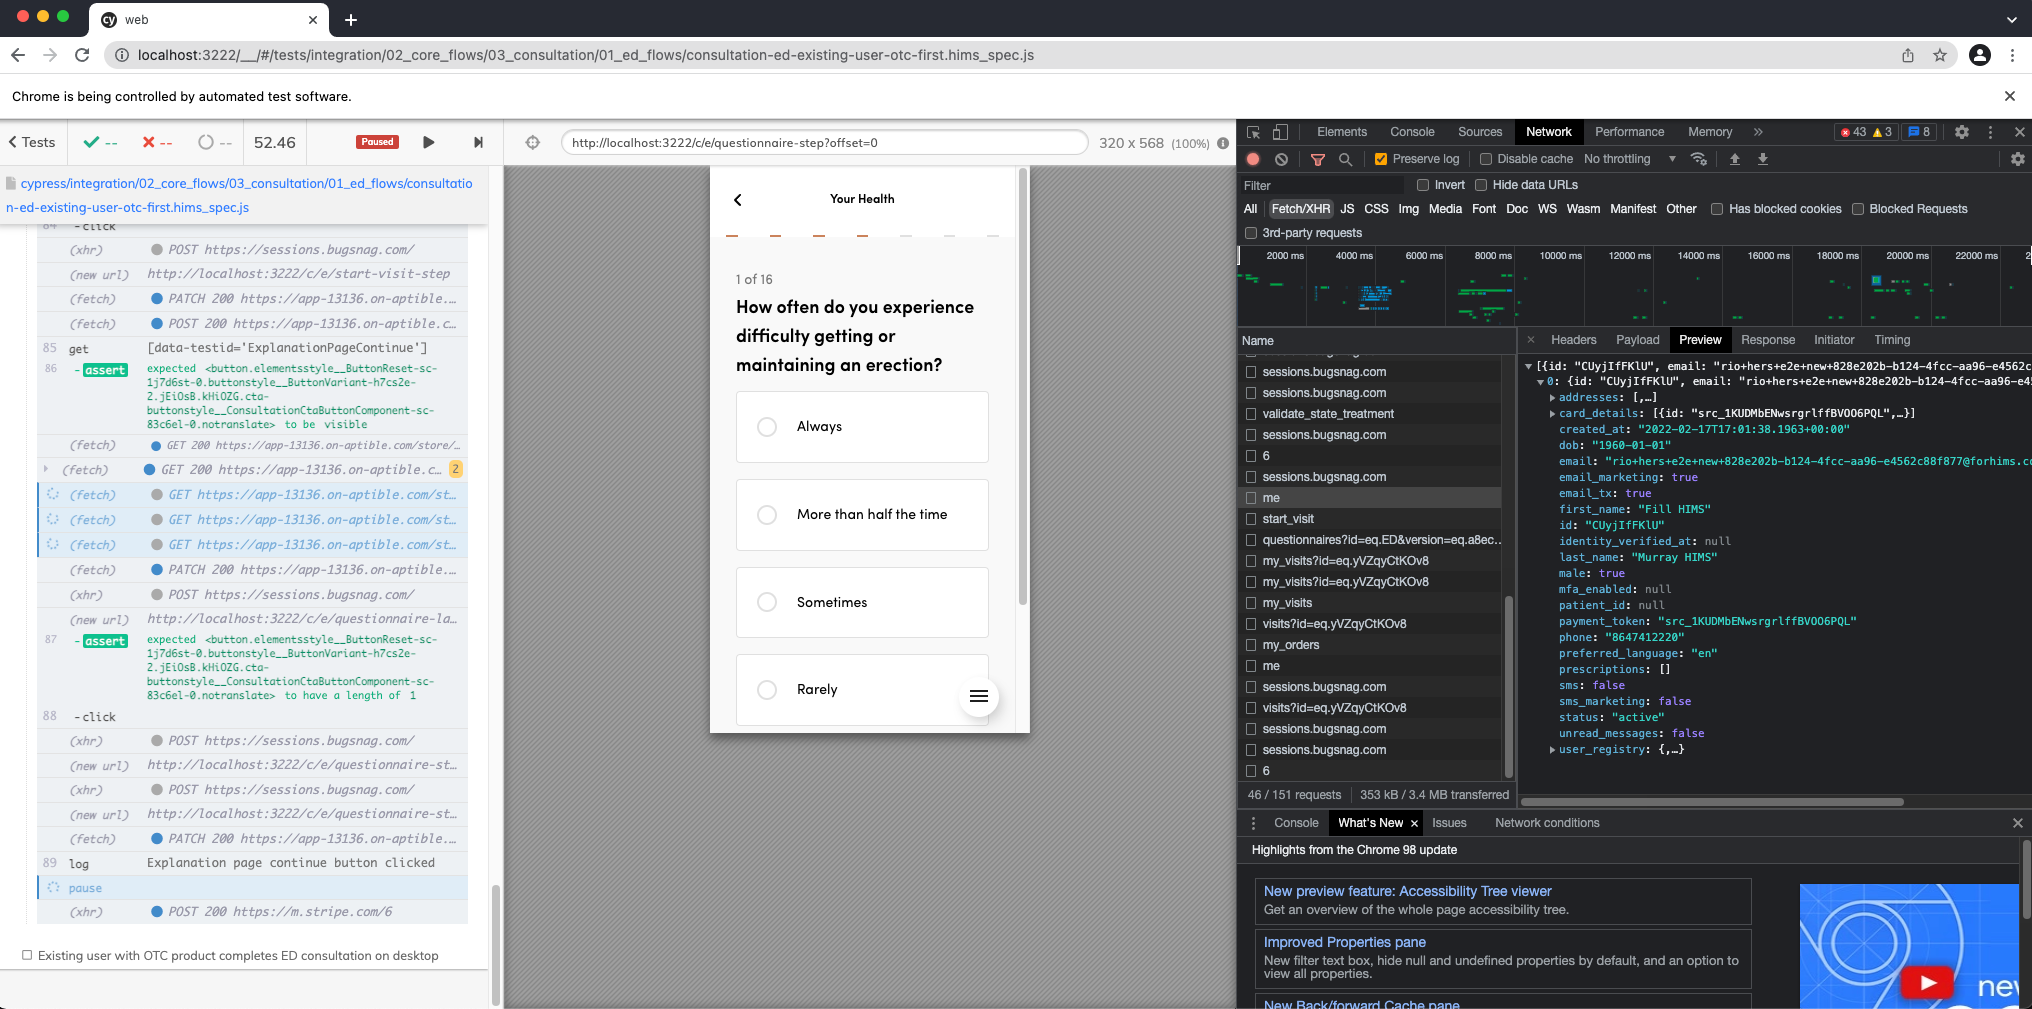 web
localhost:3222/__/#/tests/integration/02_core_flows/03_consultation/01_ed_flows/consultation-ed-existing-user-otc-first.hims_spec.js
Chrome is being controlled by automated test software.
Tests
--
--
--
52.46
Paused
http://localhost:3222/c/e/questionnaire-step?offset=0
320 x 568 (100%)
cypress/integration/02_core_flows/03_consultation/01_ed_flows/consultatio
n-ed-existing-user-otc-first.hims_spec.js
84 -click
(xhr) POST https://sessions.bugsnag.com/
(new url) http://localhost:3222/c/e/start-visit-step
(fetch) PATCH 200 https://app-13136.on-aptible....
(fetch) POST 200 https://app-13136.on-aptible.c...
85 get [data-testid='ExplanationPageContinue']
86 -assert expected <button.elementsstyle__ButtonReset-sc-
1j7d6st-0.buttonstyle__ButtonVariant-h7cs2e-
2.jEiOsB.kHiOZG.cta-
buttonstyle__ConsultationCtaButtonComponent-sc-
83c6el-0.notranslate> to be visible
(fetch) GET 200 https://app-13136.on-aptible.com/store/...
(fetch) GET 200 https://app-13136.on-aptible.c... 2
(fetch) GET https://app-13136.on-aptible.com/st...
(fetch) GET https://app-13136.on-aptible.com/st...
(fetch) GET https://app-13136.on-aptible.com/st...
(fetch) PATCH 200 https://app-13136.on-aptible....
(xhr) POST https://sessions.bugsnag.com/
(new url) http://localhost:3222/c/e/questionnaire-la...
87 -assert expected <button.elementsstyle__ButtonReset-sc-
1j7d6st-0.buttonstyle__ButtonVariant-h7cs2e-
2.jEiOsB.kHiOZG.cta-
buttonstyle__ConsultationCtaButtonComponent-sc-
83c6el-0.notranslate> to have a length of 1
88 -click
(xhr) POST https://sessions.bugsnag.com/
(new url) http://localhost:3222/c/e/questionnaire-st...
(xhr) POST https://sessions.bugsnag.com/
(new url) http://localhost:3222/c/e/questionnaire-st...
(fetch) PATCH 200 https://app-13136.on-aptible....
89 log Explanation page continue button clicked
pause
(xhr) POST 200 https://m.stripe.com/6
Existing user with OTC product completes ED consultation on desktop
Your Health
1 of 16
How often do you experience
difficulty getting or
maintaining an erection?
Always
More than half the time
Sometimes
Rarely
Elements Console Sources Network Performance Memory » 43 3 8
Preserve log Disable cache No throttling
Filter Invert Hide data URLs
All Fetch/XHR JS CSS Img Media Font Doc WS Wasm Manifest Other Has blocked cookies Blocked Requests
3rd-party requests
2000 ms 4000 ms 6000 ms 8000 ms 10000 ms 12000 ms 14000 ms 16000 ms 18000 ms 20000 ms 22000 ms 2
Name
sessions.bugsnag.com
sessions.bugsnag.com
validate_state_treatment
sessions.bugsnag.com
6
sessions.bugsnag.com
me
start_visit
questionnaires?id=eq.ED&version=eq.a8ec...
my_visits?id=eq.yVZqyCtKOv8
my_visits?id=eq.yVZqyCtKOv8
my_visits
visits?id=eq.yVZqyCtKOv8
my_orders
me
sessions.bugsnag.com
visits?id=eq.yVZqyCtKOv8
sessions.bugsnag.com
sessions.bugsnag.com
6
46 / 151 requests 353 kB / 3.4 MB transferred
Headers Payload Preview Response Initiator Timing
[{id: "CUyjIfFKlU", email: "rio+hers+e2e+new+828e202b-b124-4fcc-aa96-e4562c
0: {id: "CUyjIfFKlU", email: "rio+hers+e2e+new+828e202b-b124-4fcc-aa96-e4
addresses: [,…]
card_details: [{id: "src_1KUDMbENwsrgrlffBVOO6PQL",…}]
created_at: "2022-02-17T17:01:38.1963+00:00"
dob: "1960-01-01"
email: "rio+hers+e2e+new+828e202b-b124-4fcc-aa96-e4562c88f877@forhims.co
email_marketing: true
email_tx: true
first_name: "Fill HIMS"
id: "CUyjIfFKlU"
identity_verified_at: null
last_name: "Murray HIMS"
male: true
mfa_enabled: null
patient_id: null
payment_token: "src_1KUDMbENwsrgrlffBVOO6PQL"
phone: "8647412220"
preferred_language: "en"
prescriptions: []
sms: false
sms_marketing: false
status: "active"
unread_messages: false
user_registry: {,…}
Console What's New Issues Network conditions
Highlights from the Chrome 98 update
New preview feature: Accessibility Tree viewer
Get an overview of the whole page accessibility tree.
Improved Properties pane
New filter text box, hide null and undefined properties by default, and an option to
view all properties.
New Back/forward Cache pane
new